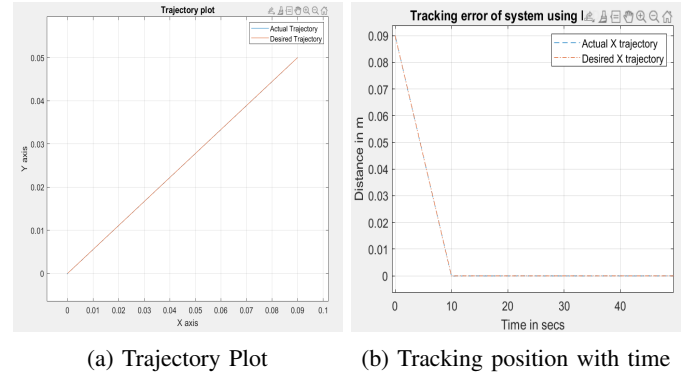 Trajectory plot
Actual Trajectory
Desired Trajectory
0.05
0.04
0.03
0.02
0.01
0
Y axis
0 0.01 0.02 0.03 0.04 0.05 0.06 0.07 0.08 0.09 0.1
X axis
(a) Trajectory Plot
Tracking error of system using
Actual X trajectory
Desired X trajectory
0.09
0.08
0.07
0.06
0.05
0.04
0.03
0.02
0.01
0
Distance in m
0 10 20 30 40
Time in secs
(b) Tracking position with time